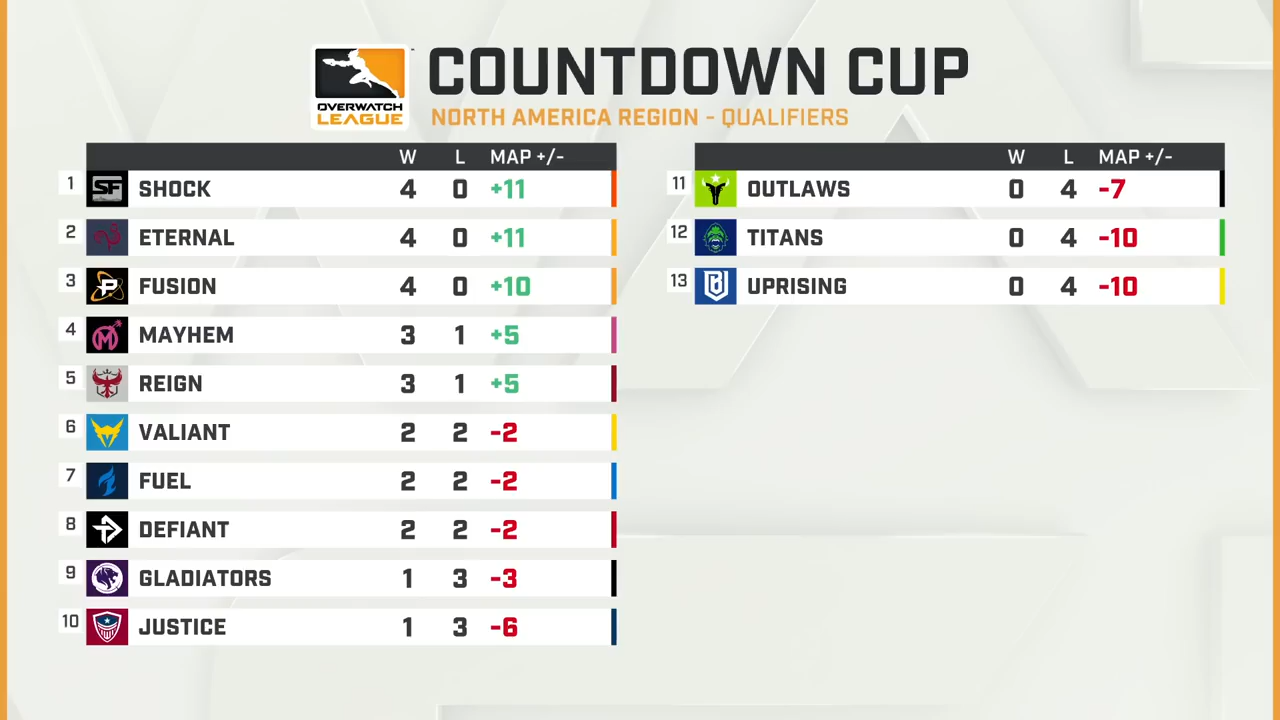 COUNTDOWN CUP
OVERWATCH
LEAGUE
NORTH AMERICA REGION - QUALIFIERS
W L MAP +/-
1 SF SHOCK 4 0 +11
2 ETERNAL 4 0 +11
3 FUSION 4 0 +10
4 MAYHEM 3 1 +5
5 REIGN 3 1 +5
6 VALIANT 2 2 -2
7 FUEL 2 2 -2
8 DEFIANT 2 2 -2
9 GLADIATORS 1 3 -3
10 JUSTICE 1 3 -6
W L MAP +/-
11 OUTLAWS 0 4 -7
12 TITANS 0 4 -10
13 UPRISING 0 4 -10